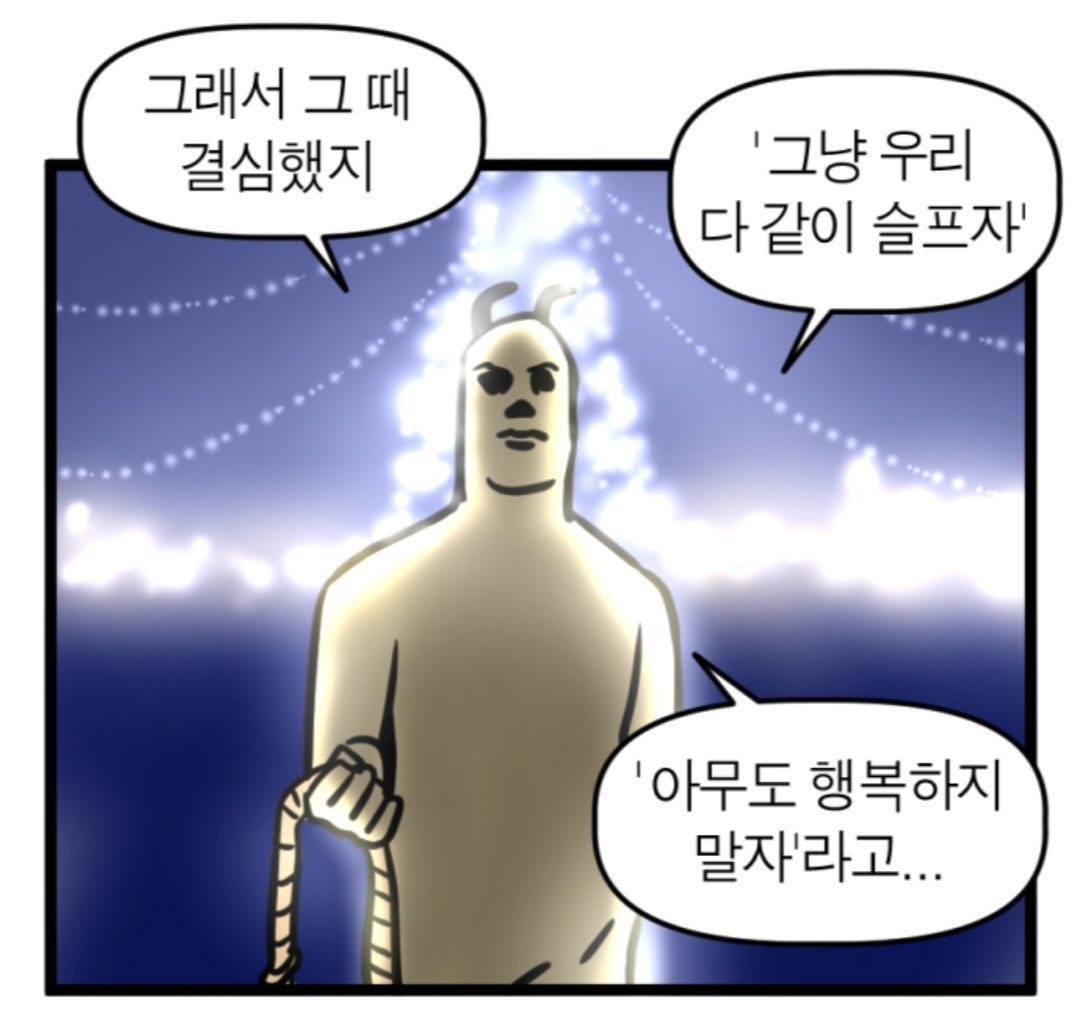 그래서 그 때
결심했지
'그냥 우리
다 같이 슬프자'
'아무도 행복하지
말자'라고...